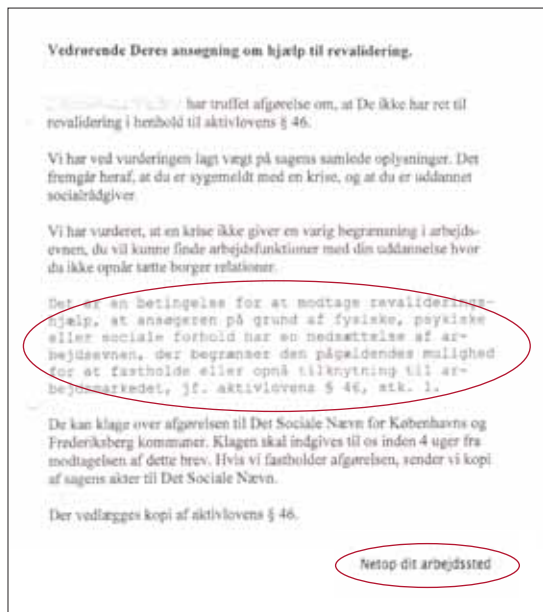 Vedrørende Deres ansøgning om hjælp til revalidering.
har truffet afgørelse om, at De ikke har ret til
revalidering i henhold til aktivlovens § 46.
Vi har ved vurderingen lagt vægt på sagens samlede oplysninger. Det
fremgår heraf, at du er sygemeldt med en krise, og at du er uddannet
socialrådgiver.
Vi har vurderet, at en krise ikke giver en varig begrænsning i arbejds-
evnen, du vil kunne finde arbejdsfunktioner med din uddannelse hvor
du ikke opnår tætte borger relationer.
Det er en betingelse for at modtage revaliderings-
hjælp, at ansøgeren på grund af fysiske, psykiske
eller sociale forhold har en nedsættelse af ar-
bejdsevnen, der begrænser den pågældendes mulighed
for at fastholde eller opnå tilknytning til ar-
bejdsmarkedet, jf. aktivlovens § 46, stk. 1.
De kan klage over afgørelsen til Det Sociale Nævn for Københavns og
Frederiksberg kommuner. Klagen skal indgives til os inden 4 uger fra
modtagelsen af dette brev. Hvis vi fastholder afgørelsen, sender vi kopi
af sagens akter til Det Sociale Nævn.
Der vedlægges kopi af aktivlovens § 46.
Netop dit arbejdssted